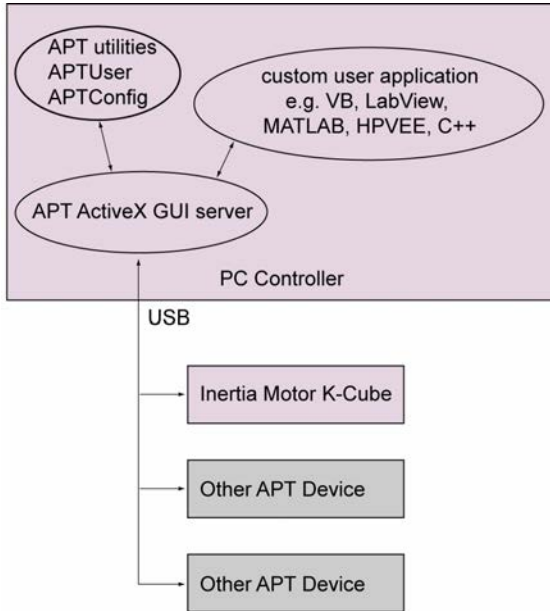 APT utilities
APTUser
APTConfig
custom user application
e.g. VB, LabView,
MATLAB, HPVEE, C++
APT ActiveX GUI server
PC Controller
USB
Inertia Motor K-Cube
Other APT Device
Other APT Device